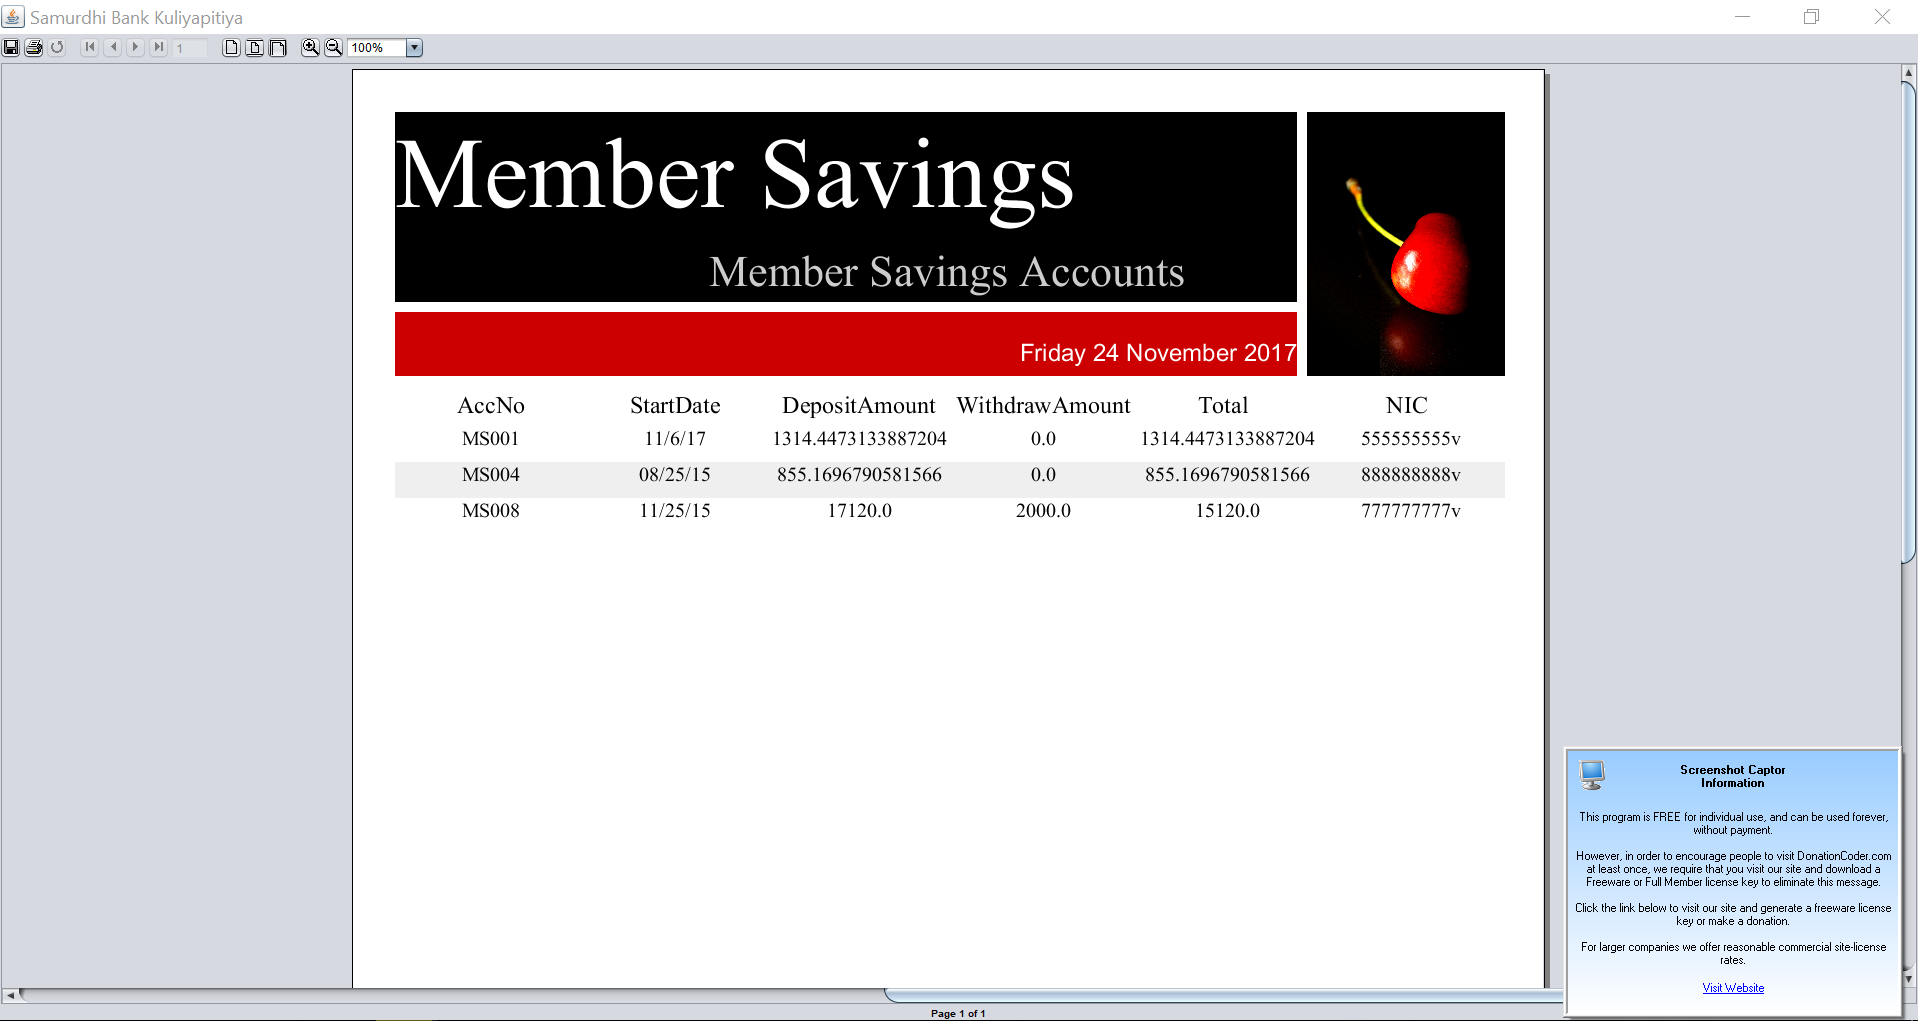 Samurdhi Bank Kuliyapitiya
1
100%
Member Savings
Member Savings Accounts
Friday 24 November 2017
AccNo StartDate DepositAmount WithdrawAmount Total NIC
MS001 11/6/17 1314.4473133887204 0.0 1314.4473133887204 555555555v
MS004 08/25/15 855.1696790581566 0.0 855.1696790581566 888888888v
MS008 11/25/15 17120.0 2000.0 15120.0 777777777v
Screenshot Captor
Information
This program is FREE for individual use, and can be used forever,
without payment.
However, in order to encourage people to visit DonationCoder.com
at least once, we require that you visit our site and download a
Freeware or Full Member license key to eliminate this message.
Click the link below to visit our site and generate a freeware license
key or make a donation.
For larger companies we offer reasonable commercial site-license
rates.
Visit Website
Page 1 of 1